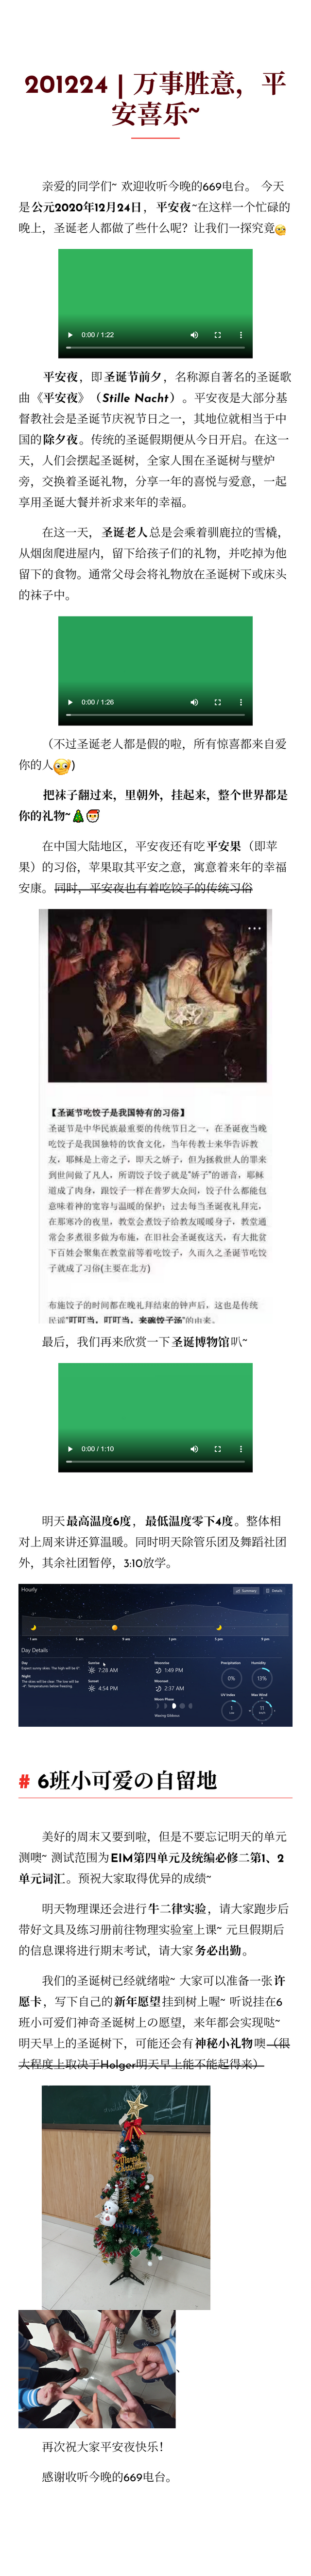 201224 | 万事胜意，平
安喜乐~
亲爱的同学们~ 欢迎收听今晚的669电台。 今天
是公元2020年12月24日，平安夜~在这样一个忙碌的
晚上，圣诞老人都做了些什么呢？让我们一探究竟🧐
0:00 / 1:22
平安夜，即圣诞节前夕，名称源自著名的圣诞歌
曲《平安夜》（Stille Nacht）。平安夜是大部分基
督教社会是圣诞节庆祝节日之一，其地位就相当于中
国的除夕夜。传统的圣诞假期便从今日开启。在这一
天，人们会摆起圣诞树，全家人围在圣诞树与壁炉
旁，交换着圣诞礼物，分享一年的喜悦与爱意，一起
享用圣诞大餐并祈求来年的幸福。
在这一天，圣诞老人总是会乘着驯鹿拉的雪橇，
从烟囱爬进屋内，留下给孩子们的礼物，并吃掉为他
留下的食物。通常父母会将礼物放在圣诞树下或床头
的袜子中。
0:00 / 1:26
（不过圣诞老人都是假的啦，所有惊喜都来自爱
你的人🥰）
把袜子翻过来，里朝外，挂起来，整个世界都是
你的礼物~🎄🎅
在中国大陆地区，平安夜还有吃平安果（即苹
果）的习俗，苹果取其平安之意，寓意着来年的幸福
安康。同时，平安夜也有着吃饺子的传统习俗
【圣诞节吃饺子是我国特有的习俗】
圣诞节是中华民族最重要的传统节日之一，在圣诞夜当晚
吃饺子是我国独特的饮食文化，当年传教士来华告诉教
友，耶稣是上帝之子，即天之娇子，但为拯救世人的罪来
到世间做了凡人，所谓饺子饺子就是"娇子"的谐音，耶稣
道成了肉身，跟饺子一样在普罗大众间，饺子什么都能包
意味着神的宽容与温暖的保护；过去每当圣诞夜礼拜完，
在那寒冷的夜里，教堂会煮饺子给教友暖暖身子，教堂通
常会多煮很多做为布施，在旧社会圣诞夜这天，有大批贫
下百姓会聚集在教堂前等着吃饺子，久而久之圣诞节吃饺
子就成了习俗(主要在北方)
布施饺子的时间都在晚礼拜结束的钟声后，这也是传统
民谣"叮叮当，叮叮当，来碗饺子汤"的由来。
最后，我们再来欣赏一下圣诞博物馆叭~
0:00 / 1:10
明天最高温度6度，最低温度零下4度。整体相
对上周来讲还算温暖。同时明天除管乐团及舞蹈社团
外，其余社团暂停，3:10放学。
Hourly
Summary
Details
1 am
5 am
9 am
1 pm
5 pm
9 pm
Day Details
Day
Expect sunny skies. The high will be 6°
Night
The skies will be clear. The low will be
-4° Temperatures below freezing.
Sunrise
7:28 AM
Sunset
4:54 PM
Moonrise
1:49 PM
Moonset
2:37 AM
Moon Phase
Waxing Gibbous
Precipitation
0%
Humidity
13%
UV Index
1
Max Wind
# 6班小可爱の自留地
美好的周末又要到啦，但是不要忘记明天的单元
测噢~ 测试范围为EIM第四单元及统编必修二第1、2
单元词汇。预祝大家取得优异的成绩~
明天物理课还会进行牛二律实验，请大家跑步后
带好文具及练习册前往物理实验室上课~ 元旦假期后
的信息课将进行期末考试，请大家务必出勤。
我们的圣诞树已经就绪啦~ 大家可以准备一张许
愿卡，写下自己的新年愿望挂到树上喔~ 听说挂在6
班小可爱们神奇圣诞树上の愿望，来年都会实现哒~
明天早上的圣诞树下，可能还会有神秘小礼物噢（很
大程度上取决于Holger明天早上能不能起得来）
、
再次祝大家平安夜快乐！
感谢收听今晚的669电台。